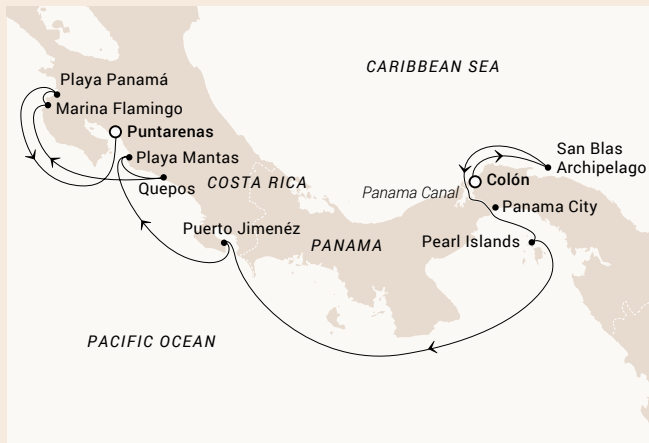 CARIBBEAN SEA
Playa Panamá
Marina Flamingo
Puntarenas
Playa Mantas
San Blas
Archipelago
Quepos
COSTA RICA
Colón
Panama Canal
Panama City
Puerto Jimenéz
PANAMA
Pearl Islands
PACIFIC OCEAN